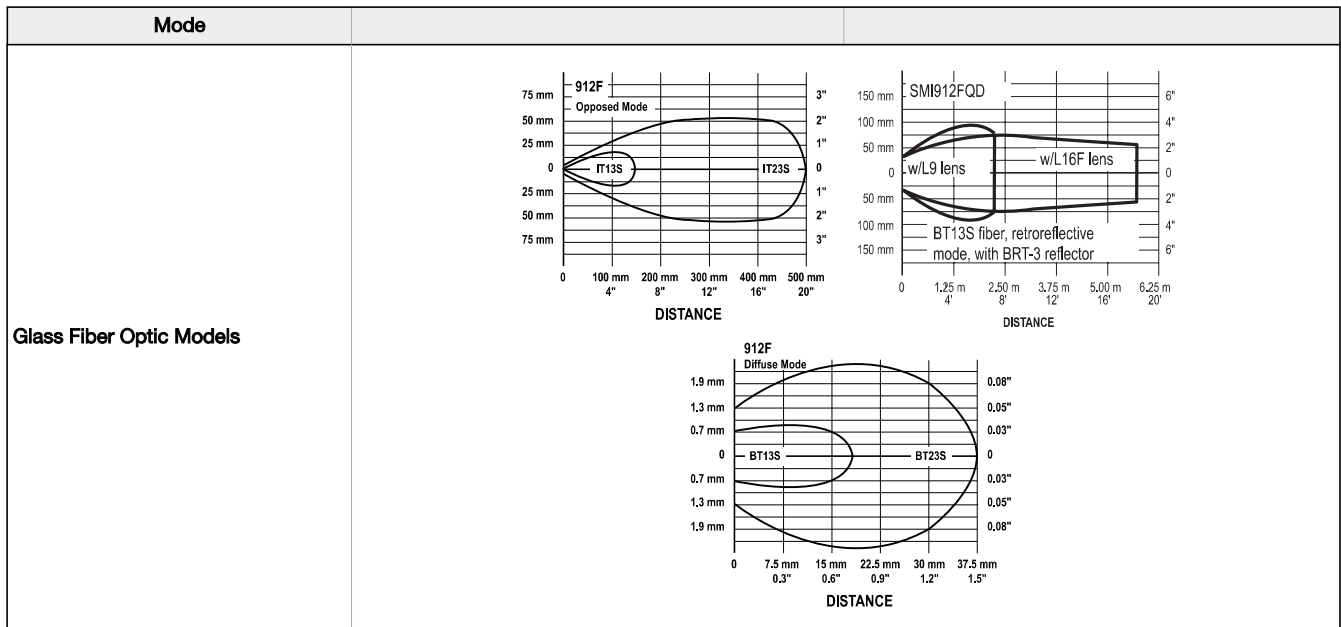 Mode
Glass Fiber Optic Models
912F
Opposed Mode
75 mm
50 mm
25 mm
0
25 mm
50 mm
75 mm
3"
2"
1"
0
1"
2"
3"
IT13S
IT23S
0 100 mm 200 mm 300 mm 400 mm 500 mm
4" 8" 12" 16" 20"
DISTANCE
SMI912FQD
150 mm
100 mm
50 mm
0
50 mm
100 mm
150 mm
6"
4"
2"
0
2"
4"
6"
w/L9 lens
w/L16F lens
BT13S fiber, retroreflective
mode, with BRT-3 reflector
0 1.25 m 2.50 m 3.75 m 5.00 m 6.25 m
4' 8' 12' 16' 20'
DISTANCE
912F
Diffuse Mode
1.9 mm
1.3 mm
0.7 mm
0
0.7 mm
1.3 mm
1.9 mm
0.08"
0.05"
0.03"
0
0.03"
0.05"
0.08"
BT13S
BT23S
0 7.5 mm 15 mm 22.5 mm 30 mm 37.5 mm
0.3" 0.6" 0.9" 1.2" 1.5"
DISTANCE